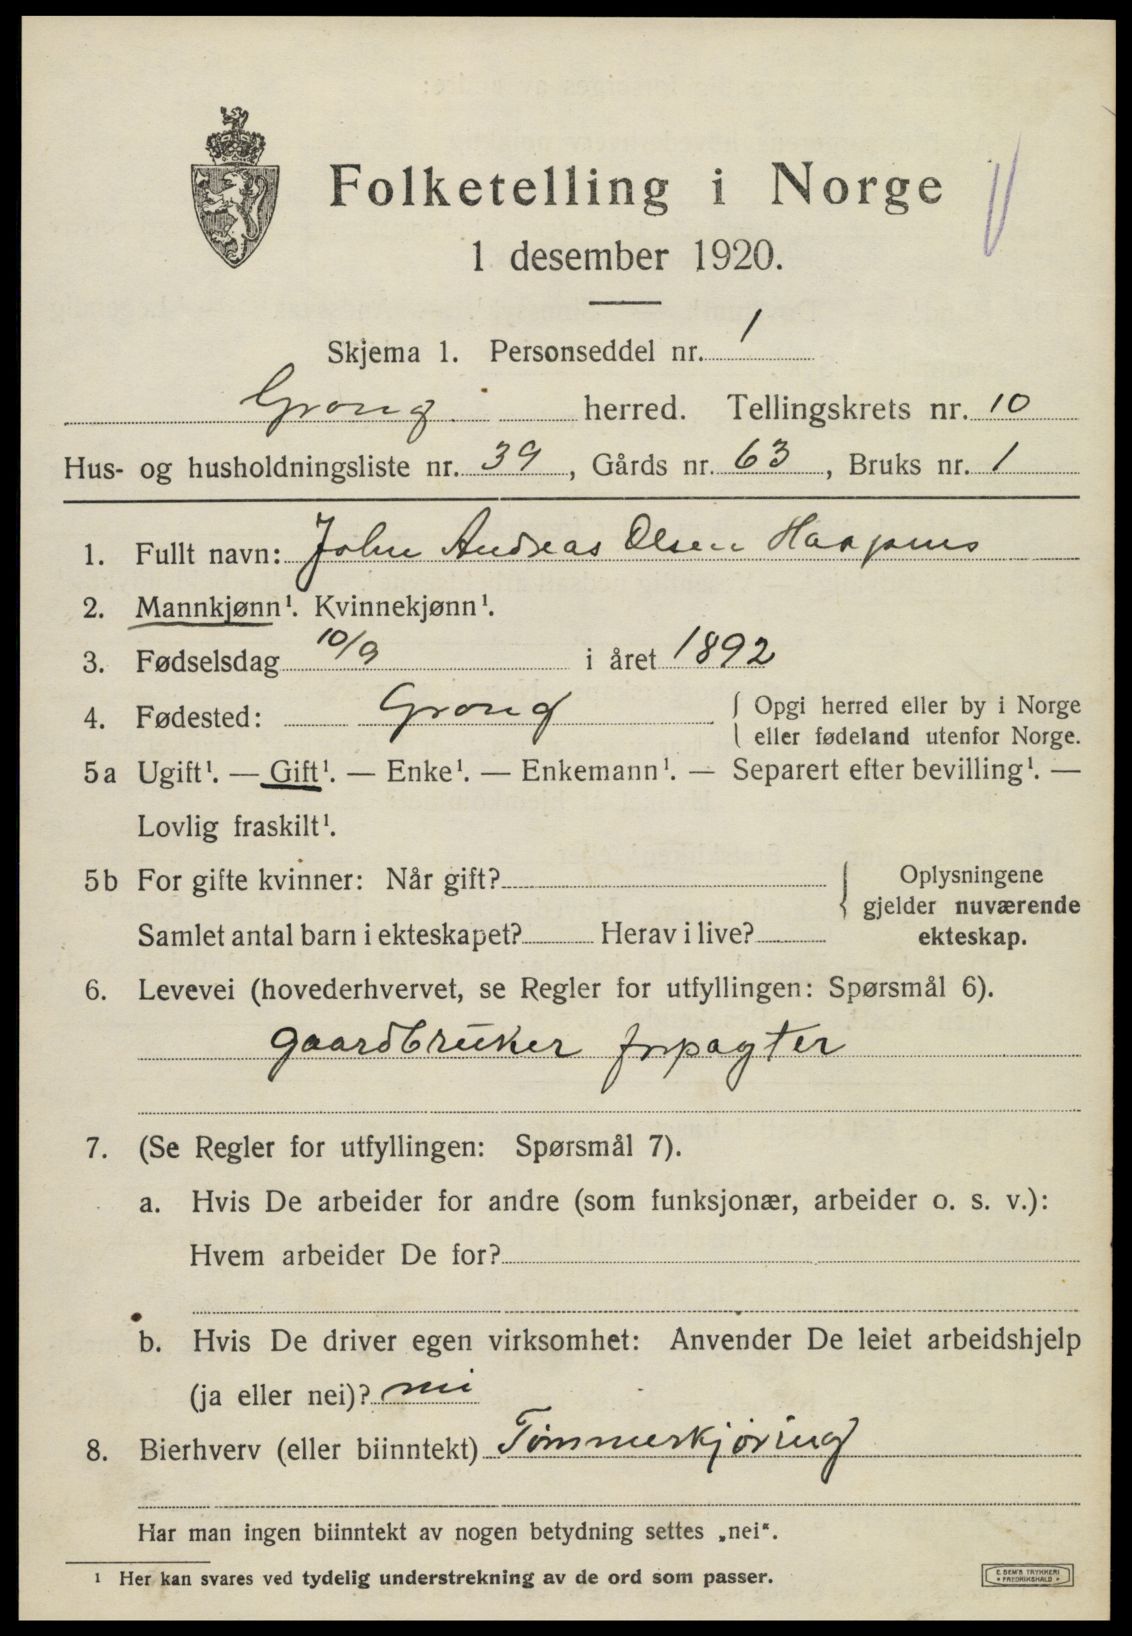 Folketelling i Norge
1 desember 1920.
Skjema 1. Personseddel nr. 1
Grong herred. Tellingskrets nr. 10
Hus- og husholdningsliste nr. 39, Gårds nr. 63, Bruks nr. 1
1. Fullt navn: John Andreas Olsen
2. Mannkjønn¹. Kvinnekjønn¹.
3. Fødselsdag 10/9 i året 1892
4. Fødested: Grong { Opgi herred eller by i Norge
eller fødeland utenfor Norge.
5a Ugift¹. — Gift¹. — Enke¹. — Enkemann¹. — Separert efter bevilling¹. —
Lovlig fraskilt¹.
5b For gifte kvinner: Når gift? { Oplysningene
gjelder nuværende
Samlet antal barn i ekteskapet? Herav i live? ekteskap.
6. Levevei (hovederhvervet, se Regler for utfyllingen: Spørsmål 6).
gaardbruker forpagter
7. (Se Regler for utfyllingen: Spørsmål 7).
a. Hvis De arbeider for andre (som funksjonær, arbeider o. s. v.):
Hvem arbeider De for?
b. Hvis De driver egen virksomhet: Anvender De leiet arbeidshjelp
(ja eller nei)? nei
8. Bierhverv (eller biinntekt) Tømmerkjøring
Har man ingen biinntekt av nogen betydning settes „nei".
¹ Her kan svares ved tydelig understrekning av de ord som passer.
E. SEM'S TRYKKERI
FREDRIKSHALD